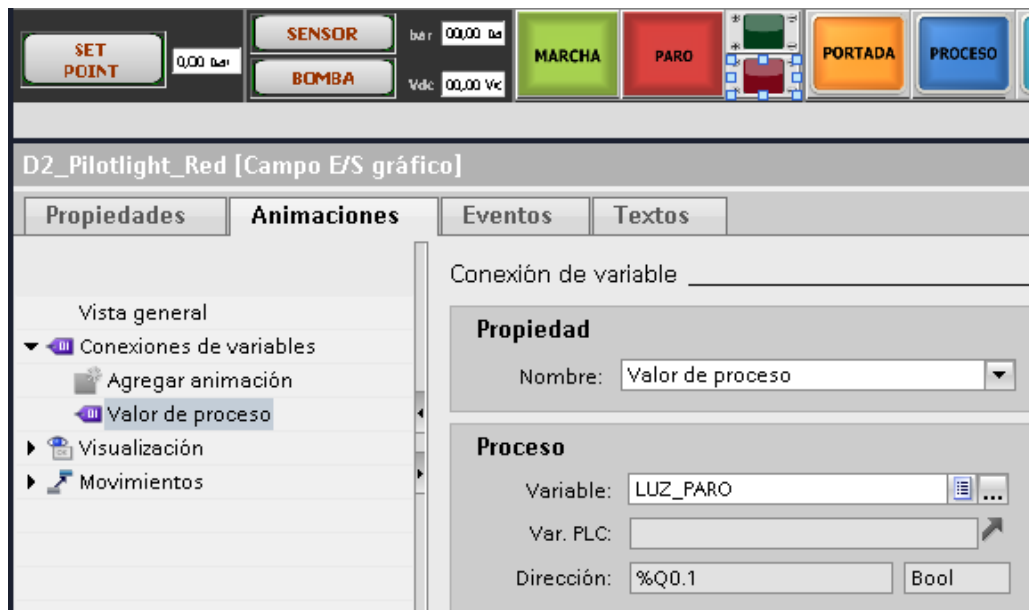 SET
POINT
0,00 bar
SENSOR
BOMBA
bar 00,00
Vdc 00,00
MARCHA
PARO
PORTADA
PROCESO
D2_Pilotlight_Red [Campo E/S gráfico]
Propiedades Animaciones Eventos Textos
Vista general
Conexiones de variables
Agregar animación
Valor de proceso
Visualización
Movimientos
Conexión de variable
Propiedad
Nombre: Valor de proceso
Proceso
Variable: LUZ_PARO
Var. PLC:
Dirección: %Q0.1 Bool